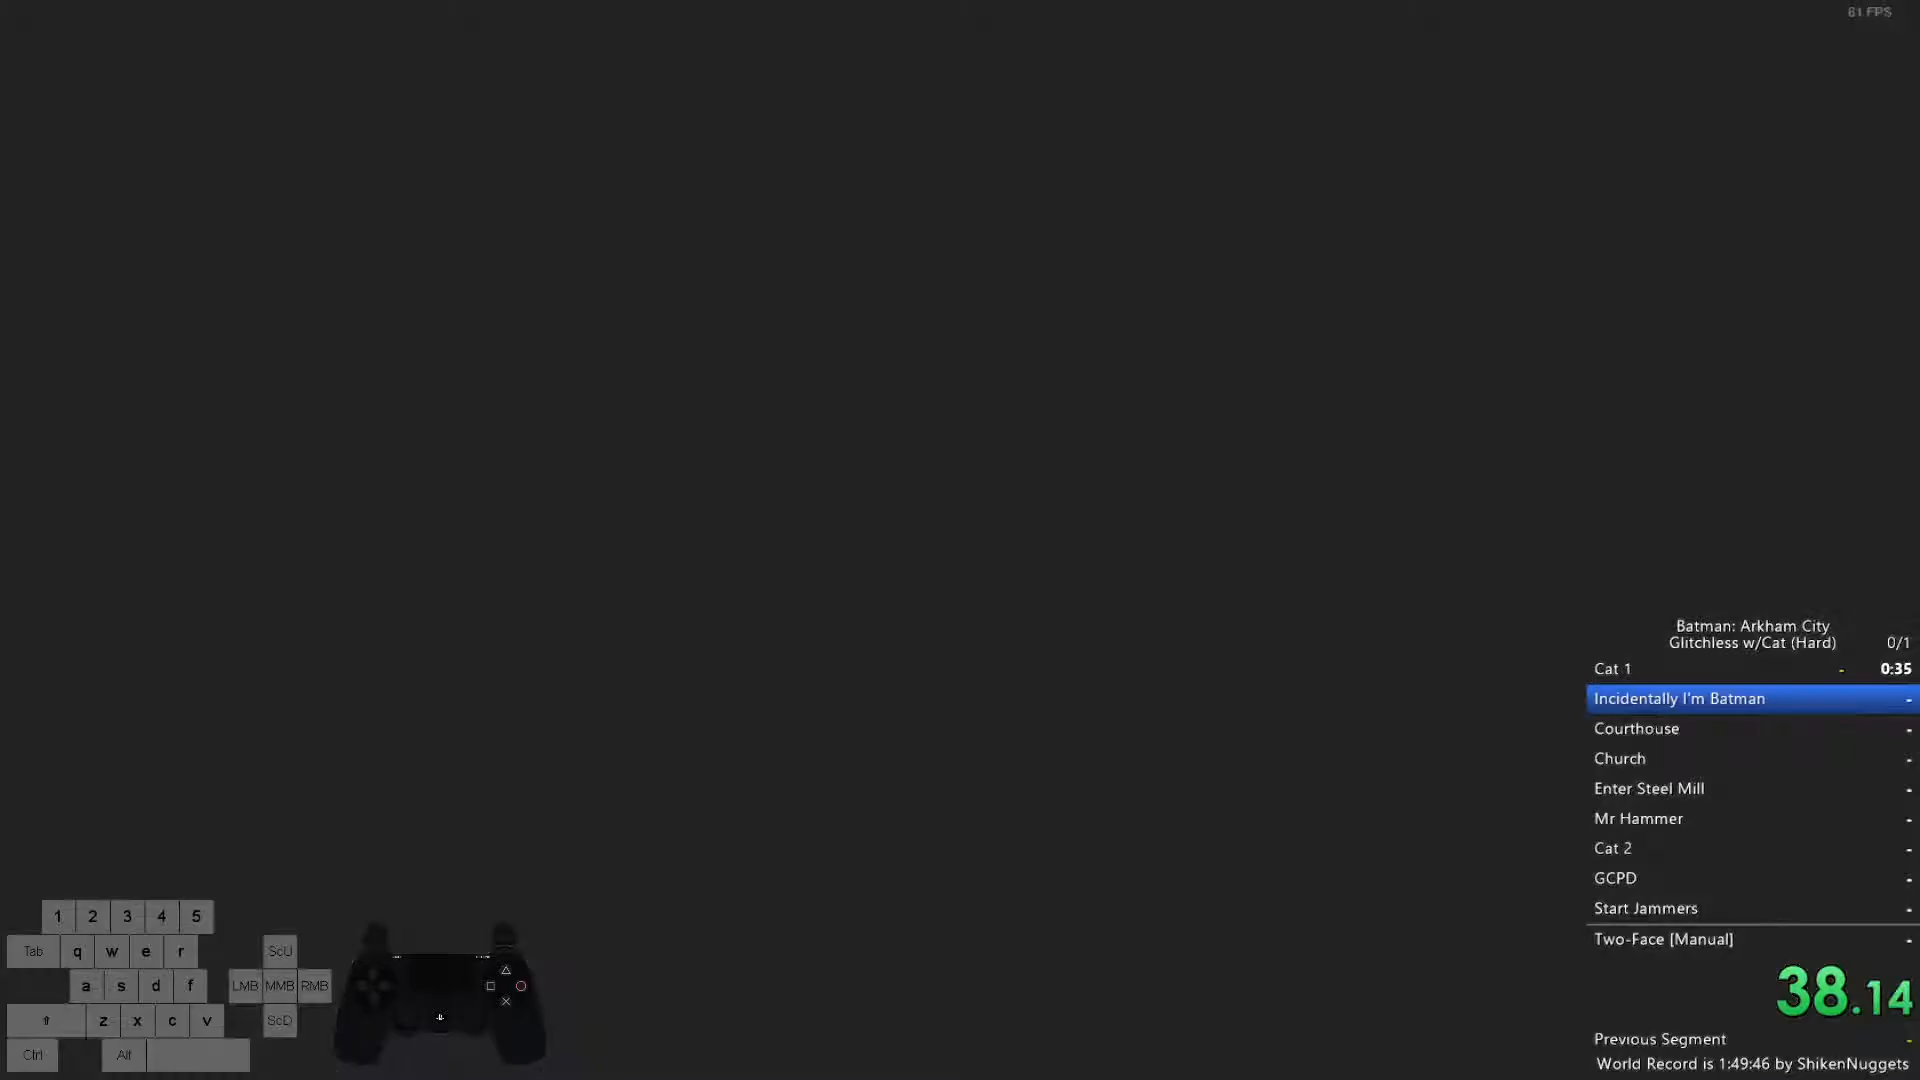 61 FPS
Batman: Arkham City
Glitchless w/Cat (Hard) 0/1
Cat 1 - 0:35
Incidentally I'm Batman -
Courthouse -
Church -
Enter Steel Mill -
Mr Hammer -
Cat 2 -
GCPD -
Start Jammers -
Two-Face [Manual] -
38.14
Previous Segment -
World Record is 1:49:46 by ShikenNuggets
1 2 3 4 5
Tab q w e r ScU
a s d f LMB MMB RMB
⇧ z x c v ScD
Ctrl Alt